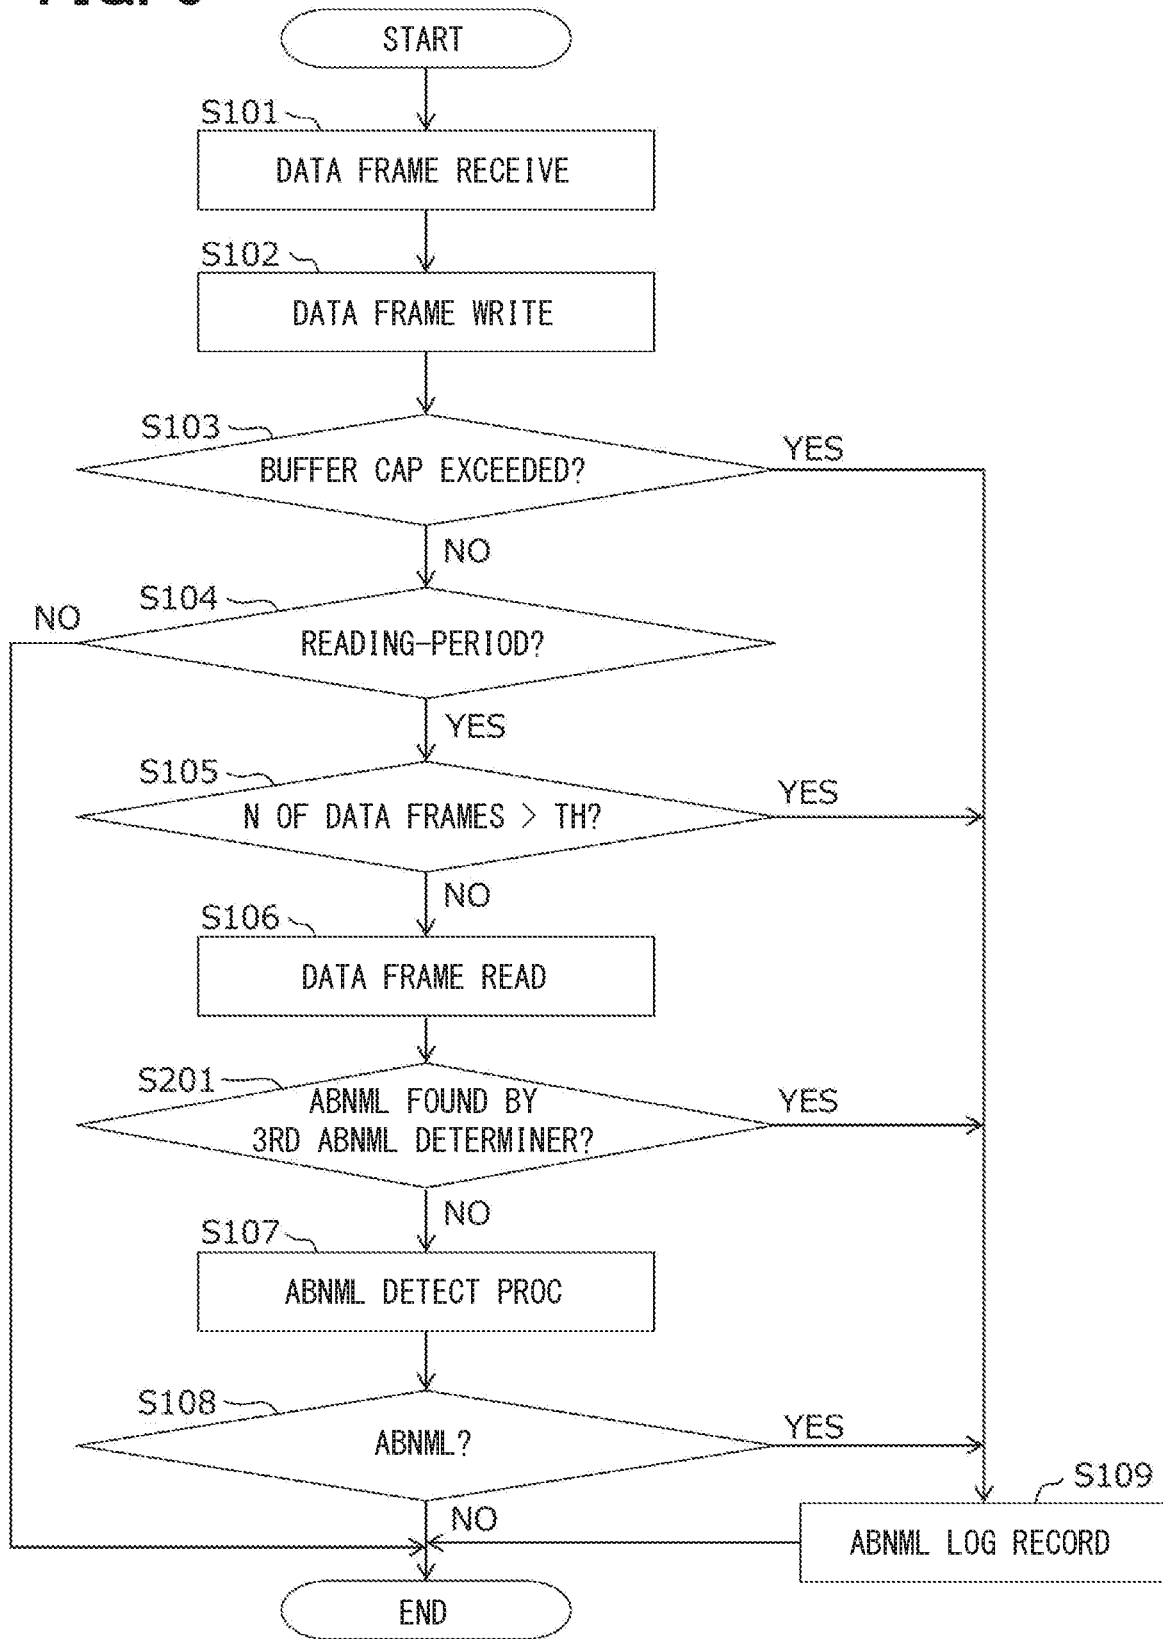 START
S101
DATA FRAME RECEIVE
S102
DATA FRAME WRITE
S103
BUFFER CAP EXCEEDED?
YES
NO
S104
NO
READING-PERIOD?
YES
S105
N OF DATA FRAMES > TH?
YES
NO
S106
DATA FRAME READ
S201
ABNML FOUND BY
3RD ABNML DETERMINER?
YES
NO
S107
ABNML DETECT PROC
S108
ABNML?
YES
S109
NO
ABNML LOG RECORD
END